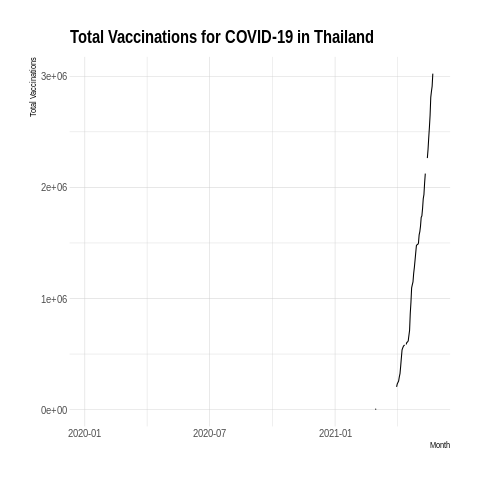 Total Vaccinations for COVID-19 in Thailand
Total Vaccinations
3e+06
2e+06
1e+06
0e+00
2020-01 2020-07 2021-01
Month